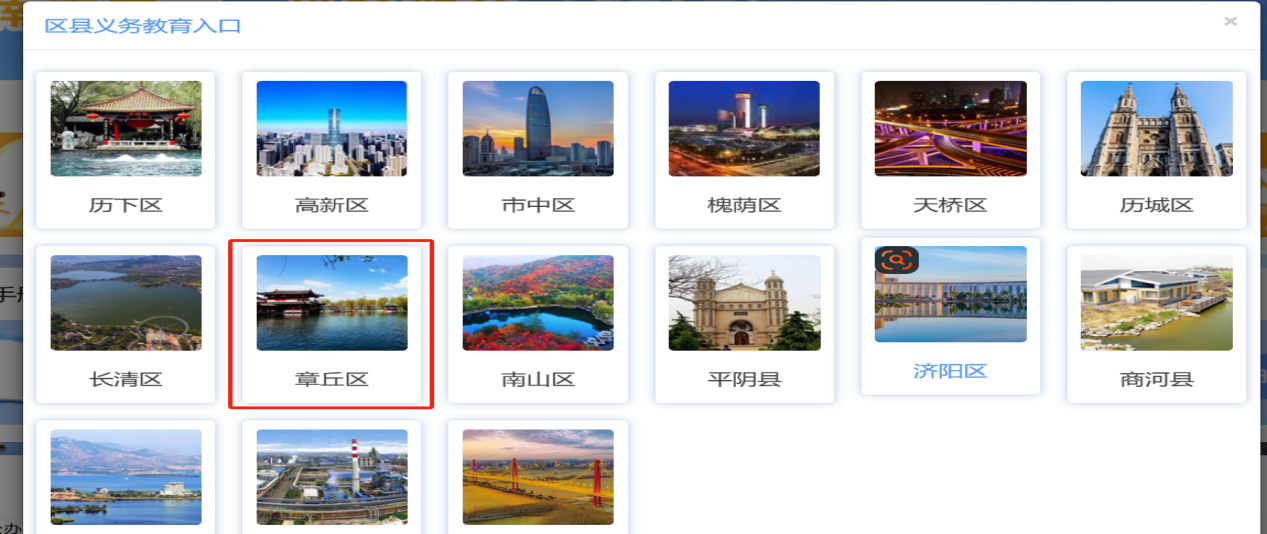 区县义务教育入口
×
历下区
高新区
市中区
槐荫区
天桥区
历城区
长清区
章丘区
南山区
平阴县
济阳区
商河县